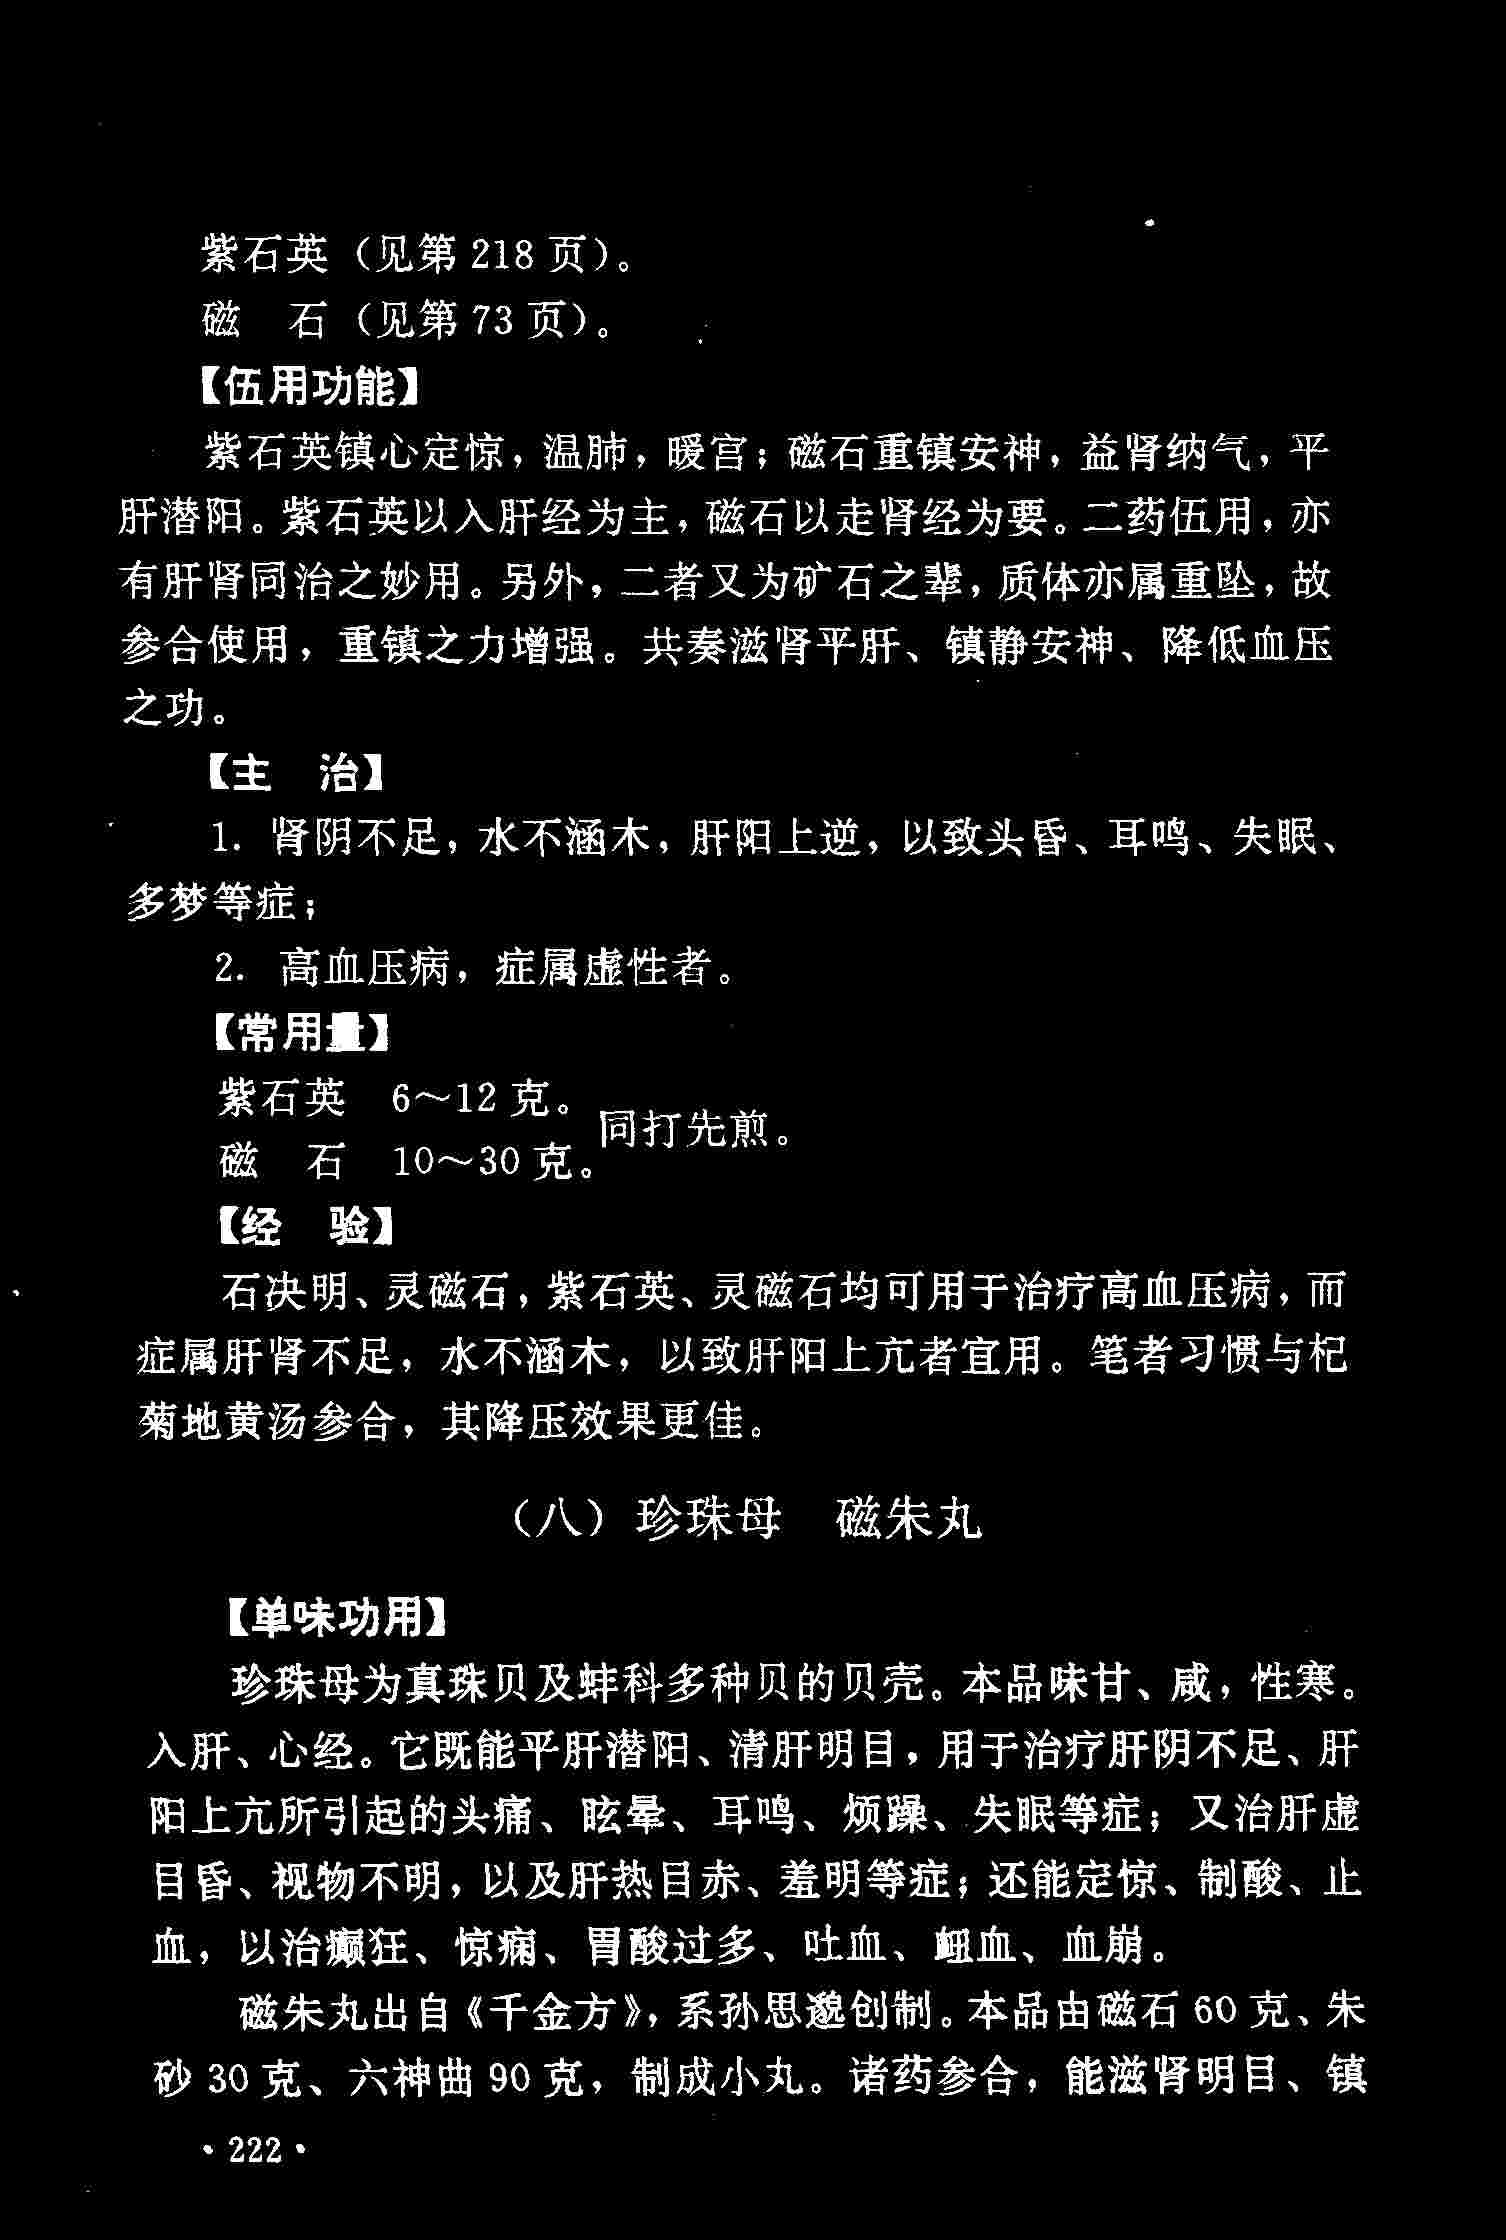 紫石英（见第 218 页）。
磁　石（见第 73 页）。
【伍用功能】
紫石英镇心定惊，温肺，暖宫；磁石重镇安神，益肾纳气，平
肝潜阳。紫石英以入肝经为主，磁石以走肾经为要。二药伍用，亦
有肝肾同治之妙用。另外，二者又为矿石之辈，质体亦属重坠，故
参合使用，重镇之力增强。共奏滋肾平肝、镇静安神、降低血压
之功。
【主　治】
1. 肾阴不足，水不涵木，肝阳上逆，以致头昏、耳鸣、失眠、
多梦等症；
2. 高血压病，症属虚性者。
【常用量】
紫石英　6～12 克。
同打先煎。
磁　石　10～30 克。
【经　验】
石决明、灵磁石，紫石英、灵磁石均可用于治疗高血压病，而
症属肝肾不足，水不涵木，以致肝阳上亢者宜用。笔者习惯与杞
菊地黄汤参合，其降压效果更佳。
（八）珍珠母　磁朱丸
【单味功用】
珍珠母为真珠贝及蚌科多种贝的贝壳。本品味甘、咸，性寒。
入肝、心经。它既能平肝潜阳、清肝明目，用于治疗肝阴不足、肝
阳上亢所引起的头痛、眩晕、耳鸣、烦躁、失眠等症；又治肝虚
目昏、视物不明，以及肝热目赤、羞明等症；还能定惊、制酸、止
血，以治癫狂、惊痫、胃酸过多、吐血、衄血、血崩。
磁朱丸出自《千金方》，系孙思邈创制。本品由磁石 60 克、朱
砂 30 克、六神曲 90 克，制成小丸。诸药参合，能滋肾明目、镇
·222·